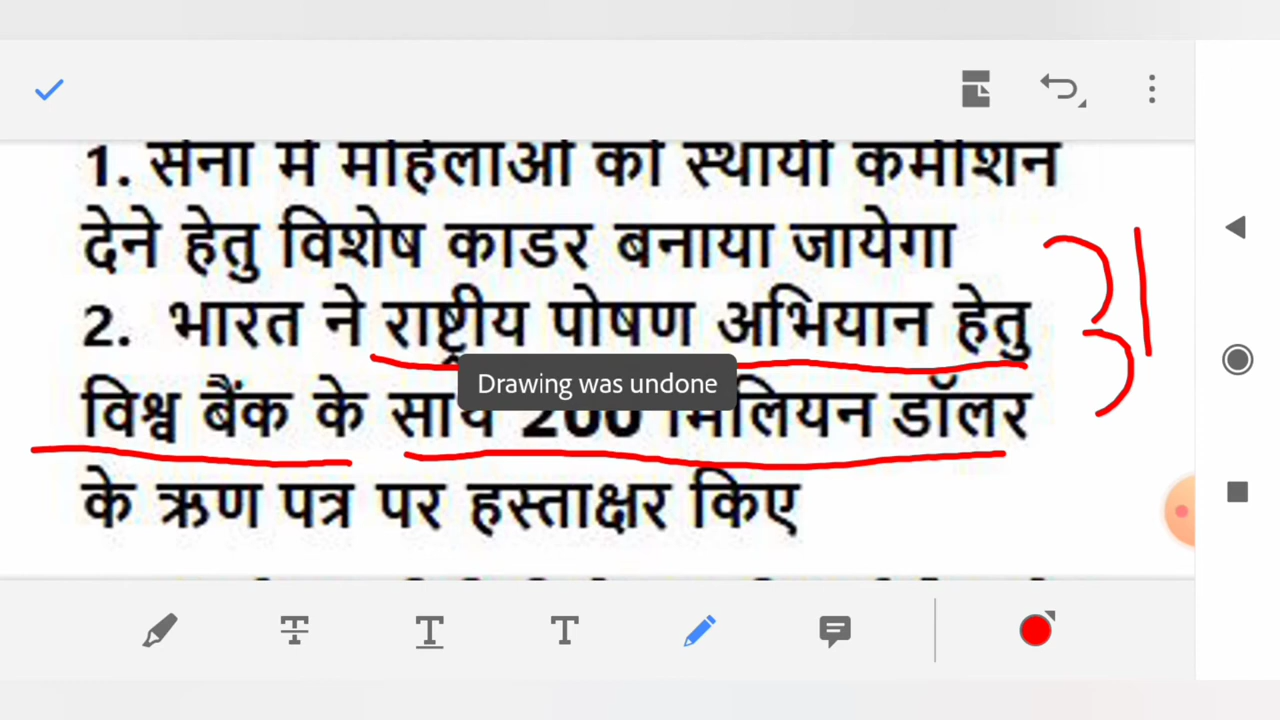 1. सेना में महिलाओं को स्थायी कमीशन
देने हेतु विशेष काडर बनाया जायेगा
2. भारत ने राष्ट्रीय पोषण अभियान हेतु
Drawing was undone
विश्व बैंक के साथ 200 मिलियन डॉलर
के ऋण पत्र पर हस्ताक्षर किए